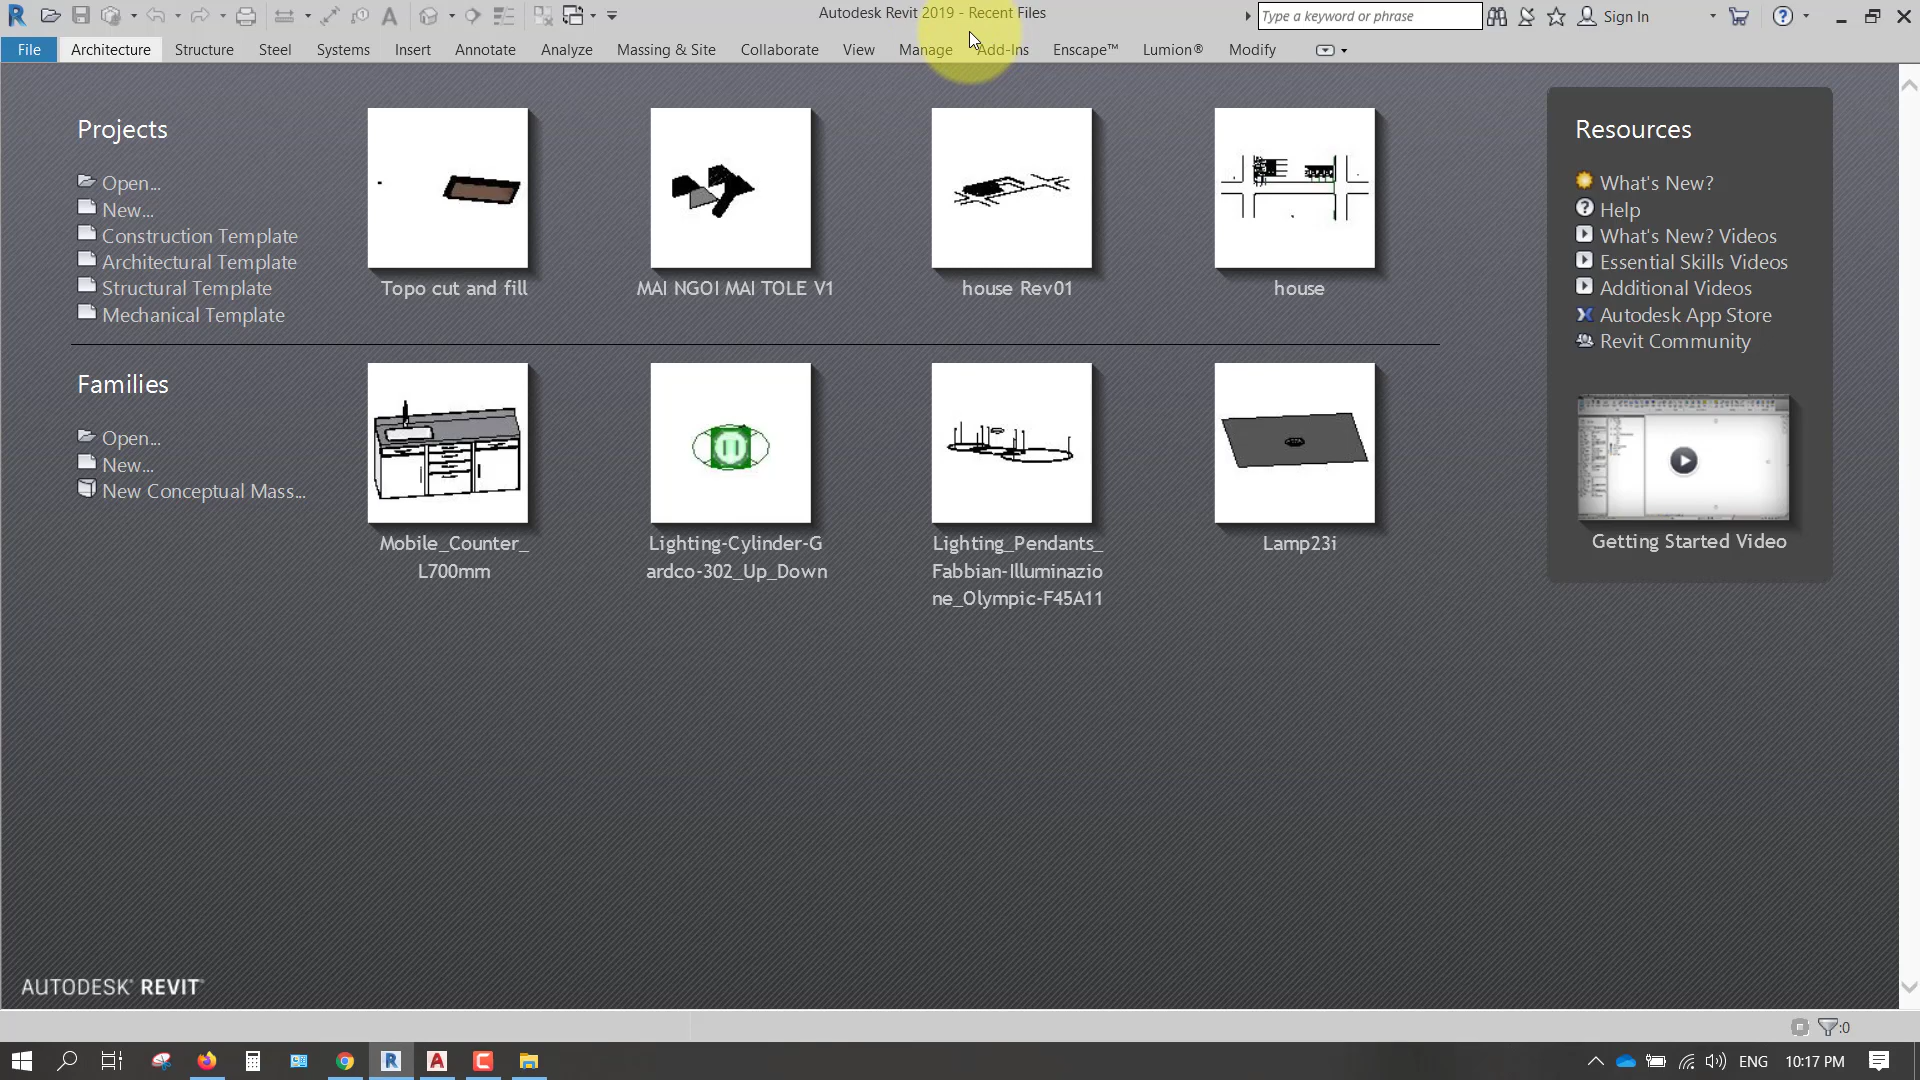 Autodesk Revit 2019 - Recent Files
Type a keyword or phrase
Sign In
File
Architecture
Structure
Steel
Systems
Insert
Annotate
Analyze
Massing & Site
Collaborate
View
Manage
Add-Ins
Enscape™
Lumion®
Modify
Projects
Open...
New...
Construction Template
Architectural Template
Structural Template
Mechanical Template
Topo cut and fill
MAI NGOI MAI TOLE V1
house Rev01
house
Families
Open...
New...
New Conceptual Mass...
Mobile_Counter_
L700mm
Lighting-Cylinder-G
ardco-302_Up_Down
Lighting_Pendants_
Fabbian-Illuminazio
ne_Olympic-F45A11
Lamp23i
Resources
What's New?
Help
What's New? Videos
Essential Skills Videos
Additional Videos
Autodesk App Store
Revit Community
Getting Started Video
AUTODESK® REVIT®
:0
ENG
10:17 PM